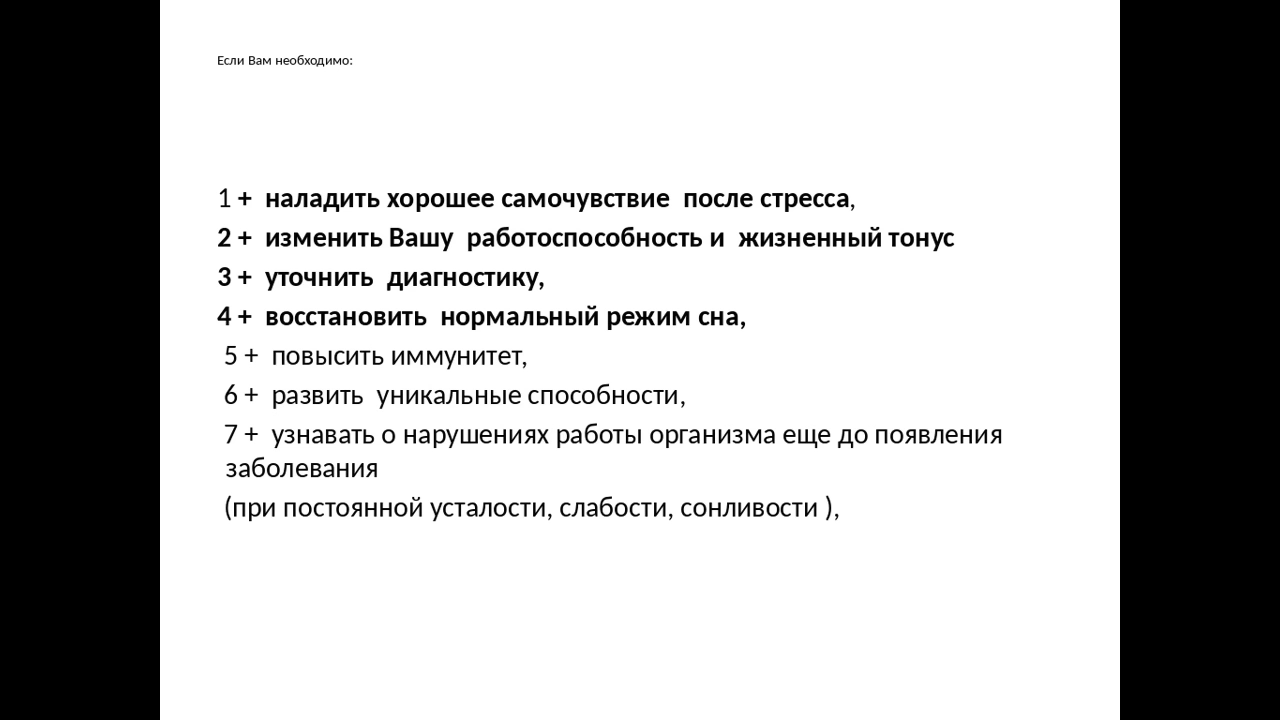 Если Вам необходимо:
1 +  наладить хорошее самочувствие  после стресса,
2 +  изменить Вашу  работоспособность и  жизненный тонус
3 +  уточнить  диагностику,
4 +  восстановить  нормальный режим сна,
5 +  повысить иммунитет,
6 +  развить  уникальные способности,
7 +  узнавать о нарушениях работы организма еще до появления
заболевания
(при постоянной усталости, слабости, сонливости ),